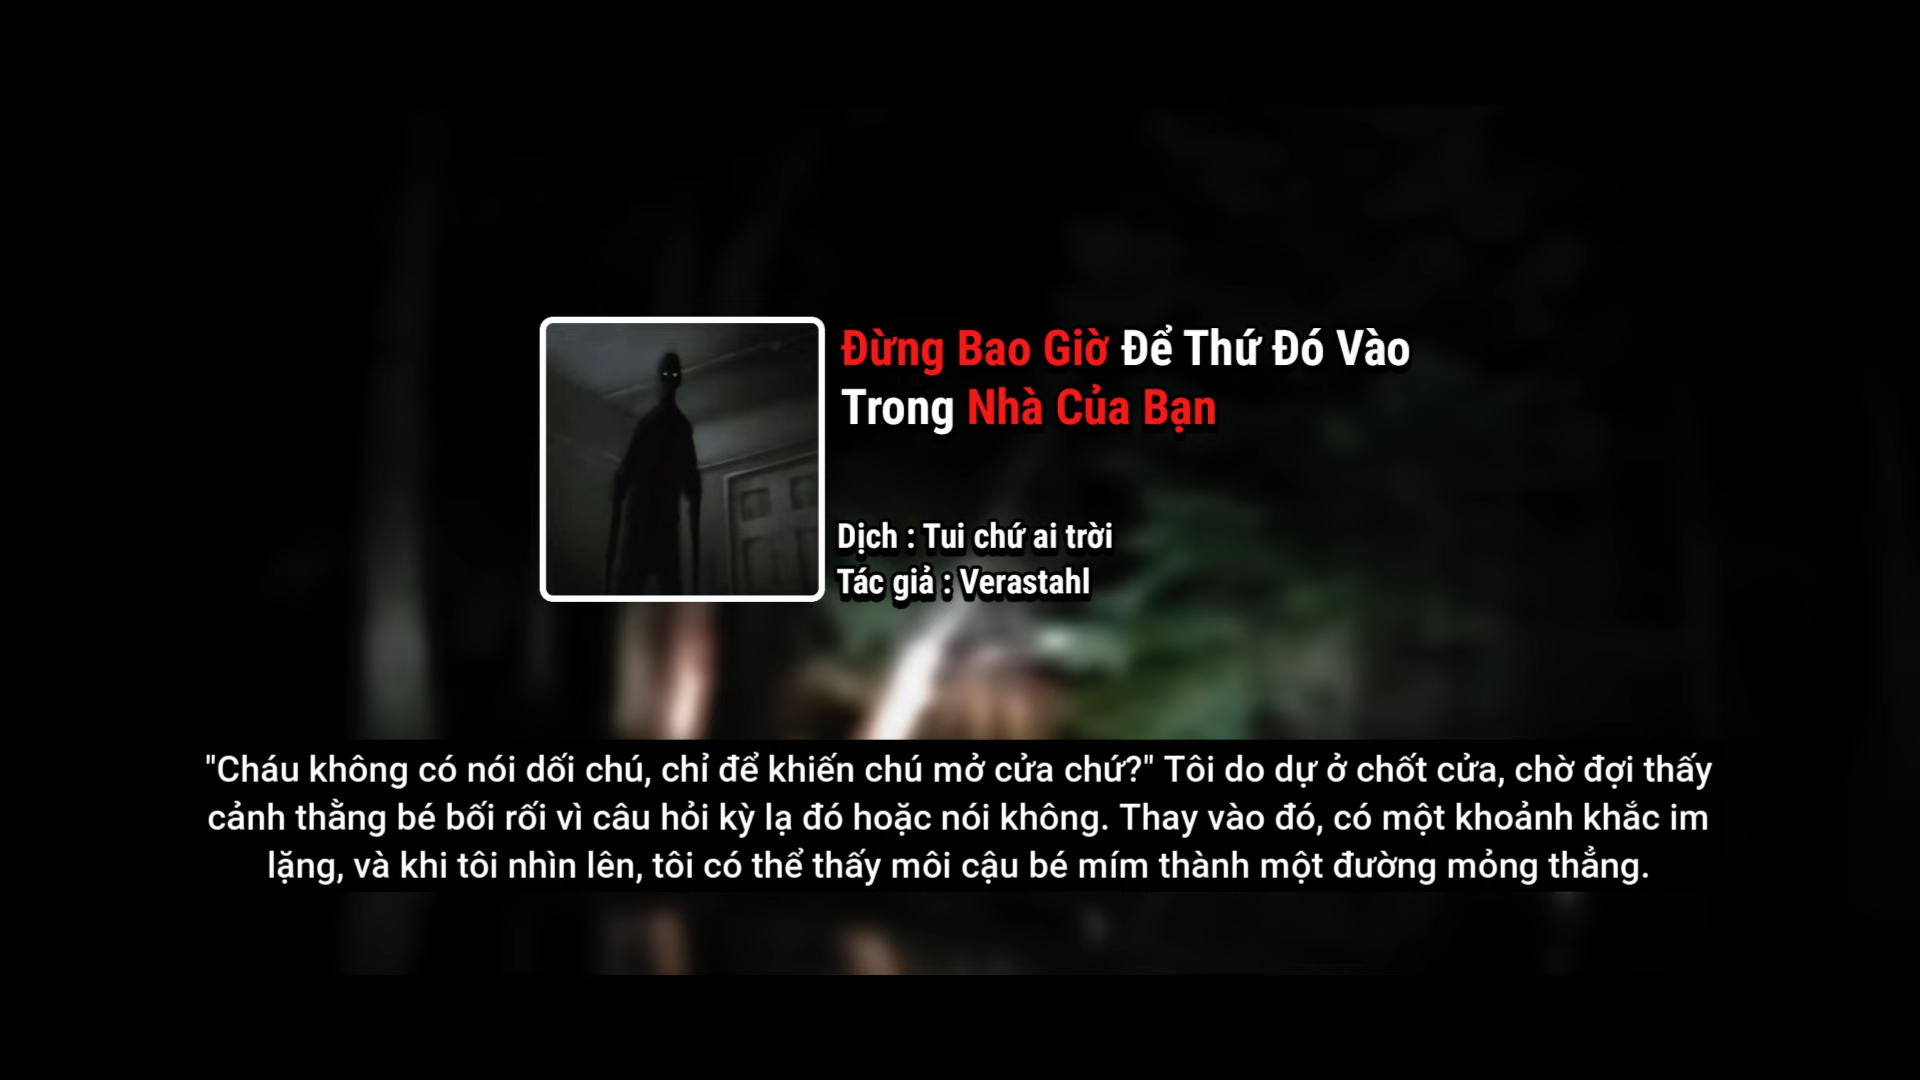 Đừng Bao Giờ Để Thứ Đó Vào
Trong Nhà Của Bạn
Dịch : Tui chứ ai trời
Tác giả : Verastahl
"Cháu không có nói dối chú, chỉ để khiến chú mở cửa chứ?" Tôi do dự ở chốt cửa, chờ đợi thấy
cảnh thằng bé bối rối vì câu hỏi kỳ lạ đó hoặc nói không. Thay vào đó, có một khoảnh khắc im
lặng, và khi tôi nhìn lên, tôi có thể thấy môi cậu bé mím thành một đường mỏng thẳng.